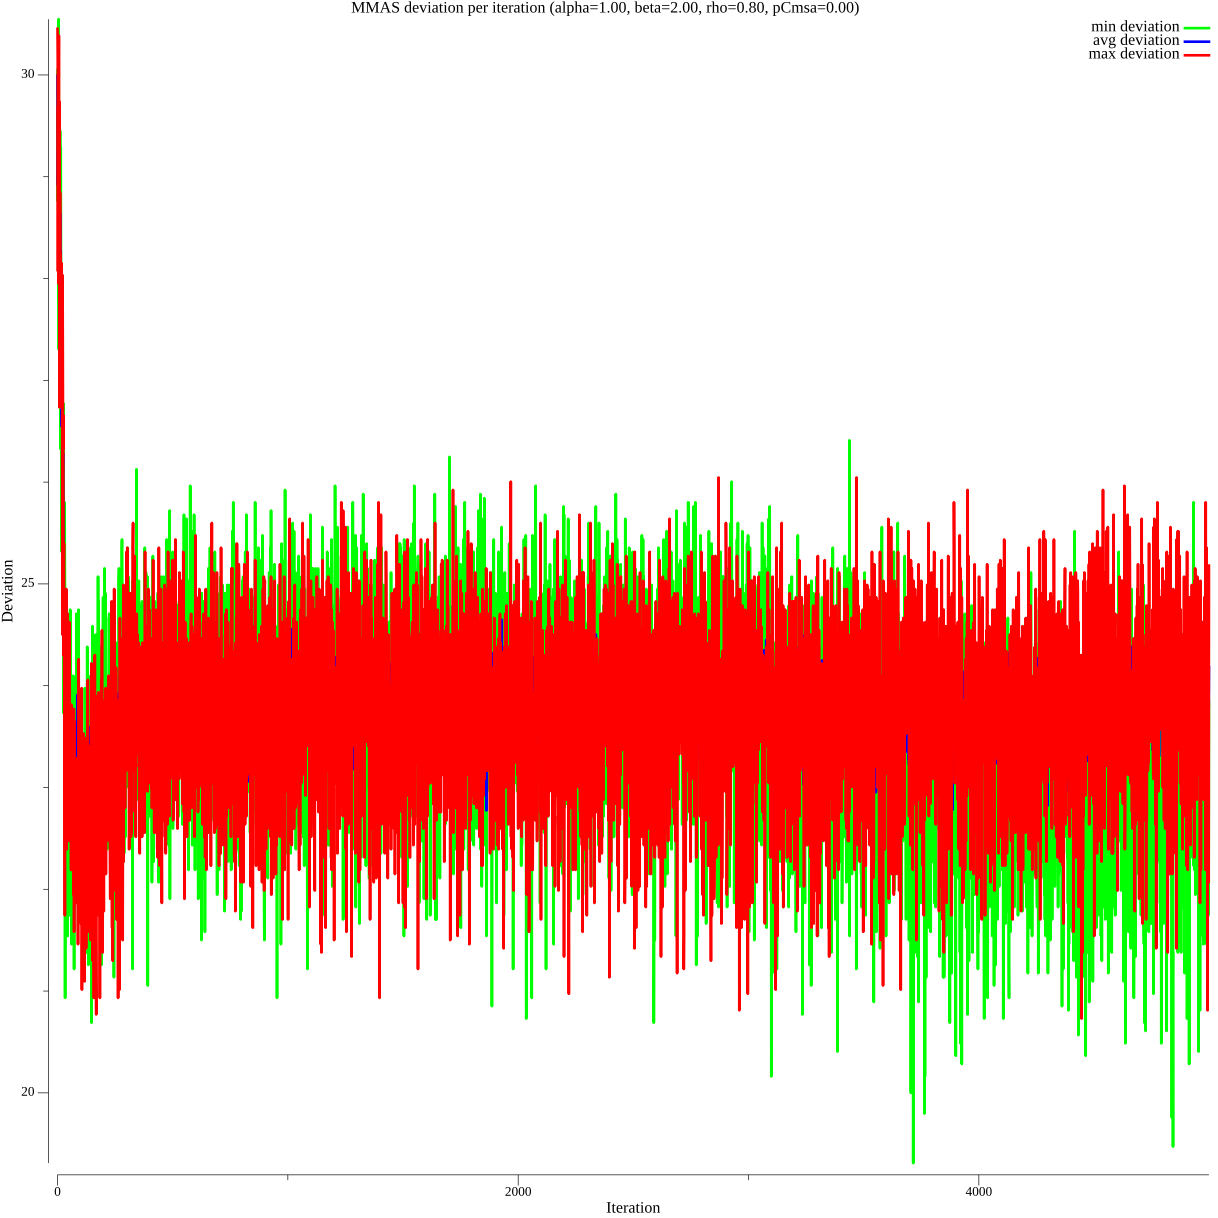 MMAS deviation per iteration (alpha=1.00, beta=2.00, rho=0.80, pCmsa=0.00)
min deviation
avg deviation
max deviation
30
25
20
Deviation
0
2000
4000
Iteration